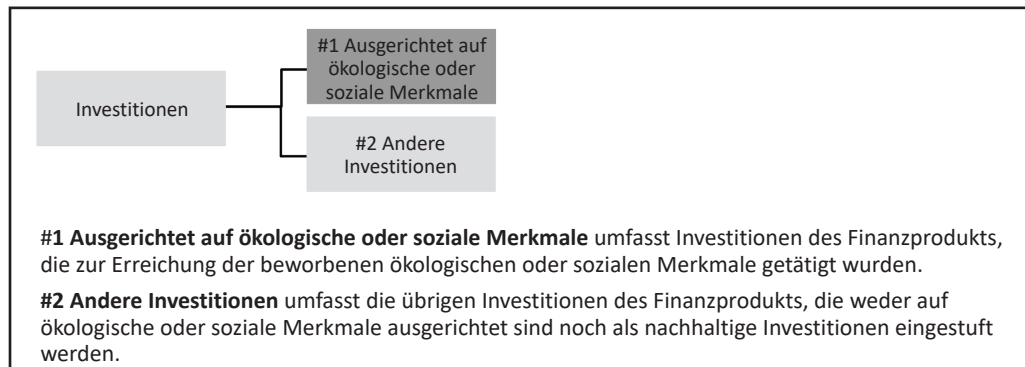 #1 Ausgerichtet auf
ökologische oder
soziale Merkmale
Investitionen
#2 Andere
Investitionen
#1 Ausgerichtet auf ökologische oder soziale Merkmale umfasst Investitionen des Finanzprodukts,
die zur Erreichung der beworbenen ökologischen oder sozialen Merkmale getätigt wurden.
#2 Andere Investitionen umfasst die übrigen Investitionen des Finanzprodukts, die weder auf
ökologische oder soziale Merkmale ausgerichtet sind noch als nachhaltige Investitionen eingestuft
werden.